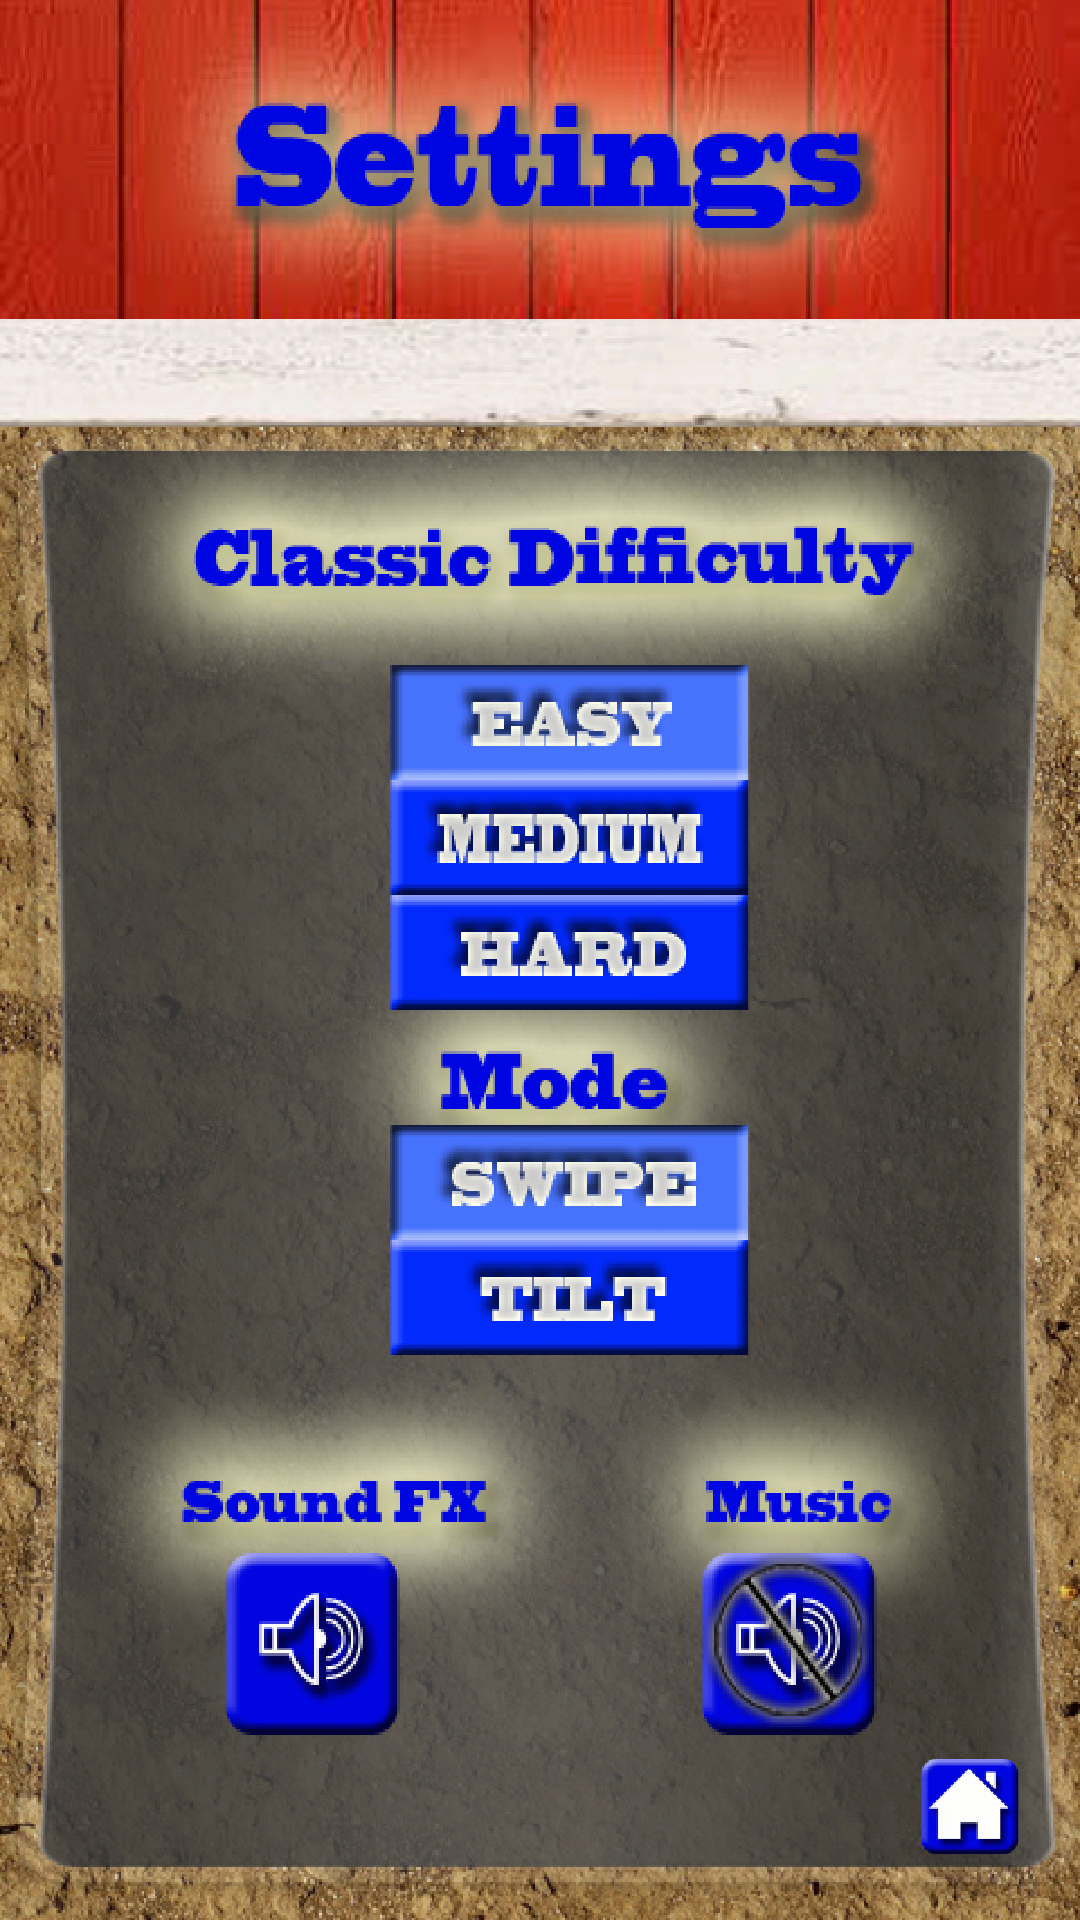 Settings
Classic Difficulty
EASY
MEDIUM
HARD
Mode
SWIPE
TILT
Sound FX
Music